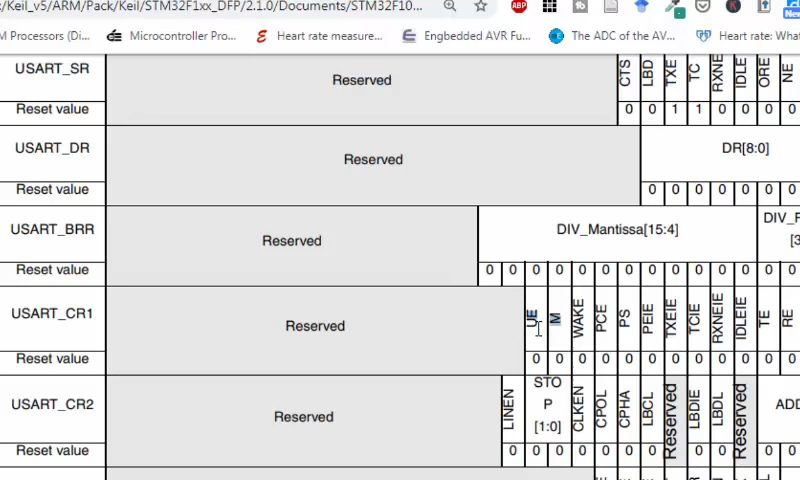 :/Keil_v5/ARM/Pack/Keil/STM32F1xx_DFP/2.1.0/Documents/STM32F10...
ABP
M Processors (Di...
Microcontroller Pro...
Heart rate measure...
Engbedded AVR Fu...
The ADC of the AV...
Heart rate: What
USART_SR
Reserved
CTS
LBD
TXE
TC
RXNE
IDLE
ORE
NE
Reset value
0 0 1 1 0 0 0 0
USART_DR
Reserved
DR[8:0]
Reset value
0 0 0 0 0 0 0
USART_BRR
Reserved
DIV_Mantissa[15:4]
DIV_F
[3
Reset value
0 0 0 0 0 0 0 0 0 0 0 0 0 0
USART_CR1
Reserved
UE
M
WAKE
PCE
PS
PEIE
TXEIE
TCIE
RXNEIE
IDLEIE
TE
RE
Reset value
0 0 0 0 0 0 0 0 0 0 0 0
USART_CR2
Reserved
LINEN
STO
P
[1:0]
CLKEN
CPOL
CPHA
LBCL
Reserved
LBDIE
LBDL
Reserved
ADD
Reset value
0 0 0 0 0 0 0 0 0 0 0